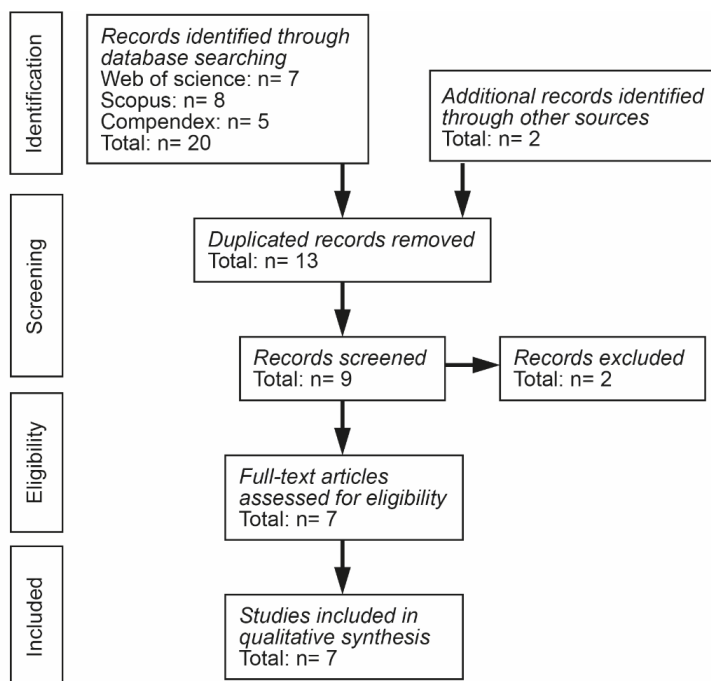 Identification
Records identified through
database searching
Web of science: n= 7
Scopus: n= 8
Compendex: n= 5
Total: n= 20
Additional records identified
through other sources
Total: n= 2
Screening
Duplicated records removed
Total: n= 13
Records screened
Total: n= 9
Records excluded
Total: n= 2
Eligibility
Full-text articles
assessed for eligibility
Total: n= 7
Included
Studies included in
qualitative synthesis
Total: n= 7